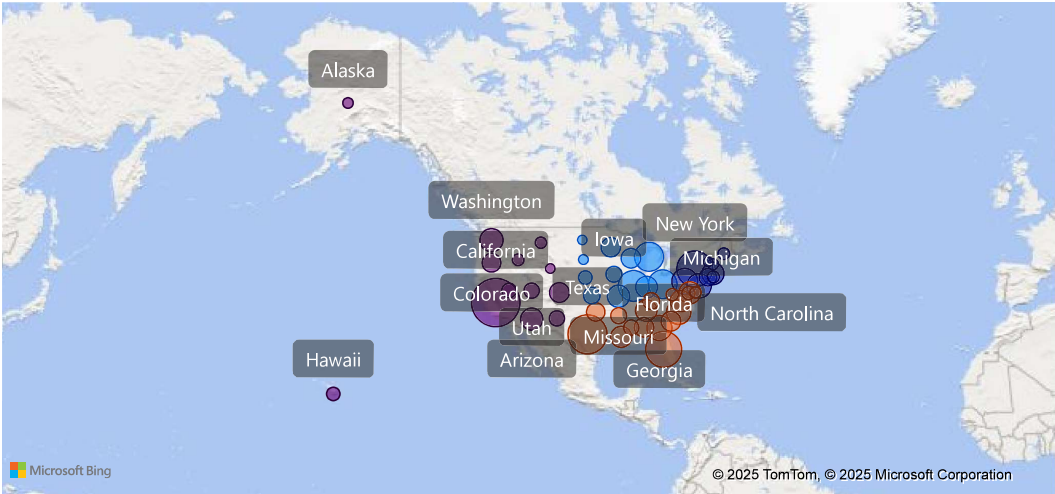 Alaska
Washington
New York
Iowa
California
Michigan
Colorado
Texas
Florida
North Carolina
Utah
Missouri
Arizona
Hawaii
Georgia
Microsoft Bing
© 2025 TomTom, © 2025 Microsoft Corporation